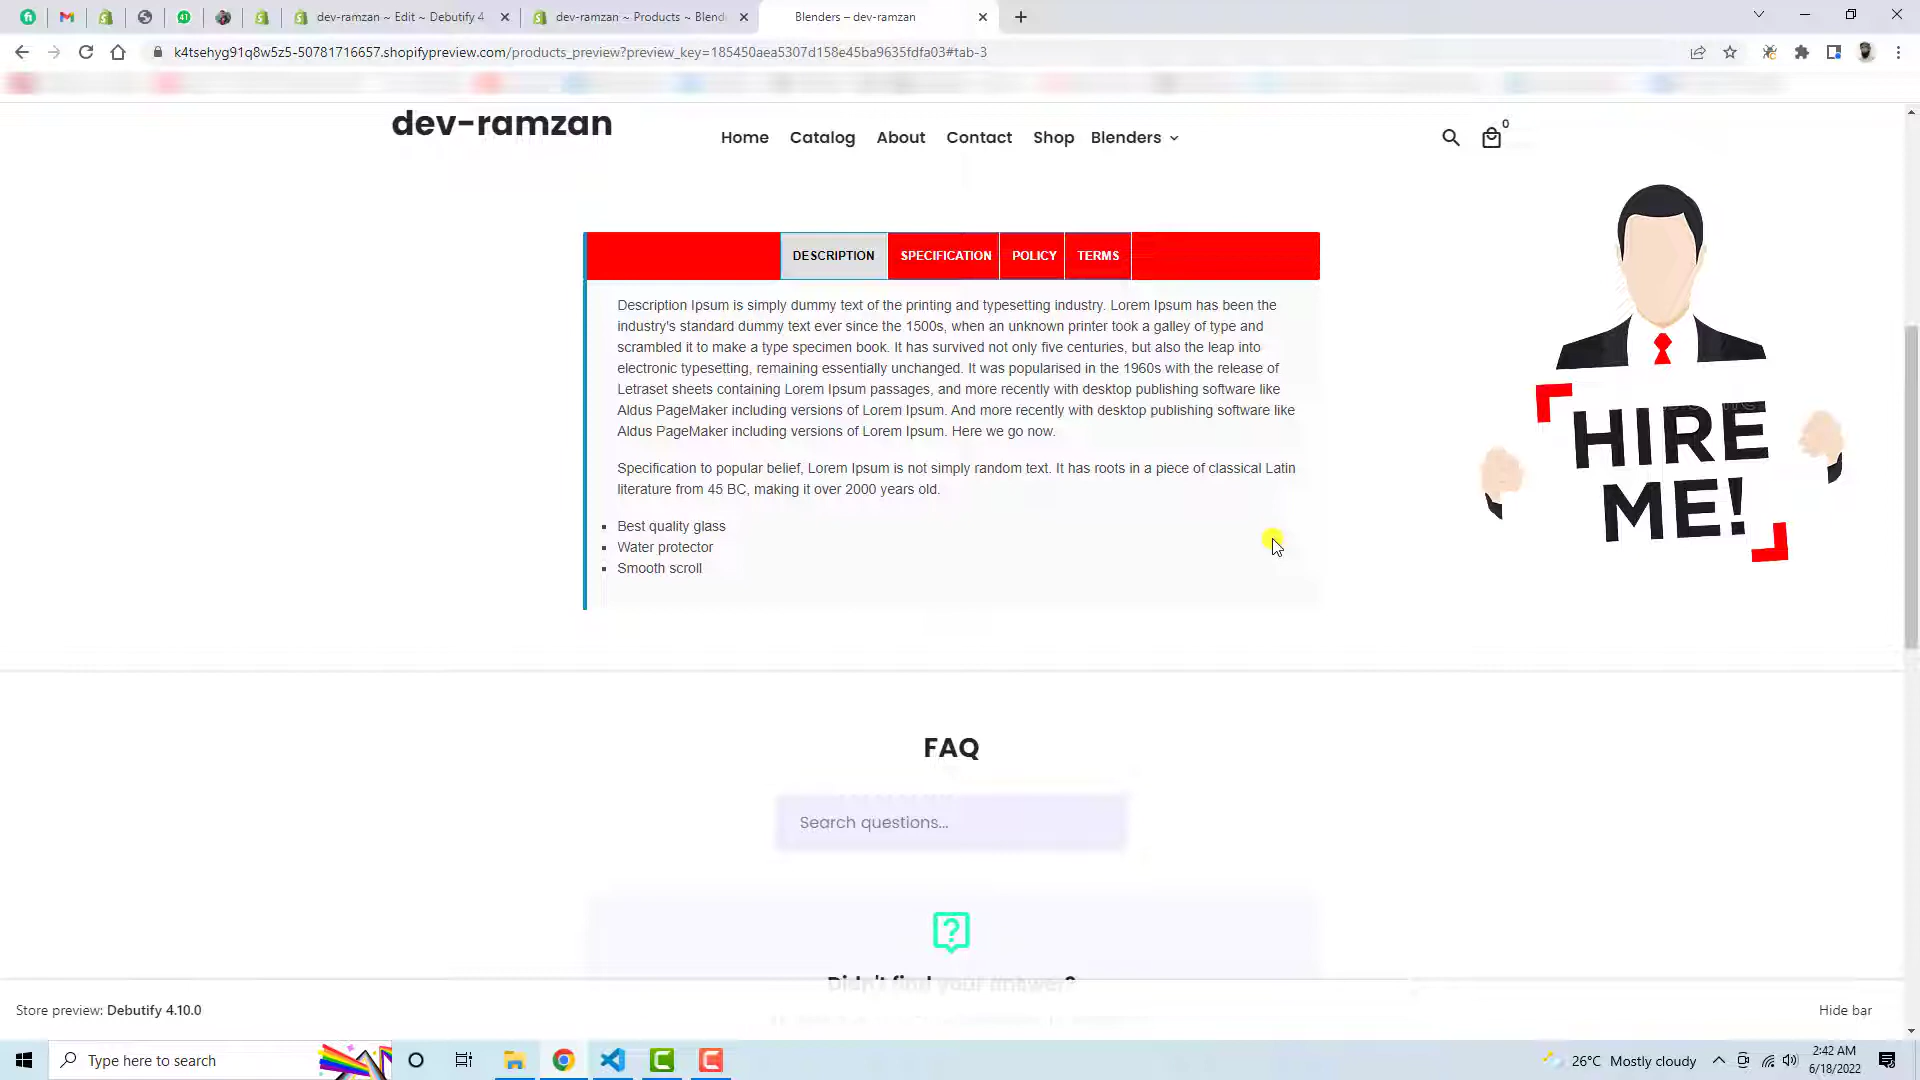 41
dev-ramzan ~ Edit ~ Debutify 4
dev-ramzan ~ Products ~ Blend
Blenders – dev-ramzan
k4tsehyg91q8w5z5-50781716657.shopifypreview.com/products_preview?preview_key=185450aea5307d158e45ba9635fdfa03#tab-3
dev-ramzan
Home Catalog About Contact Shop Blenders
0
DESCRIPTION SPECIFICATION POLICY TERMS
Description Ipsum is simply dummy text of the printing and typesetting industry. Lorem Ipsum has been the
industry's standard dummy text ever since the 1500s, when an unknown printer took a galley of type and
scrambled it to make a type specimen book. It has survived not only five centuries, but also the leap into
electronic typesetting, remaining essentially unchanged. It was popularised in the 1960s with the release of
Letraset sheets containing Lorem Ipsum passages, and more recently with desktop publishing software like
Aldus PageMaker including versions of Lorem Ipsum. And more recently with desktop publishing software like
Aldus PageMaker including versions of Lorem Ipsum. Here we go now.
Specification to popular belief, Lorem Ipsum is not simply random text. It has roots in a piece of classical Latin
literature from 45 BC, making it over 2000 years old.
Best quality glass
Water protector
Smooth scroll
HIRE
ME!
FAQ
Search questions...
Didn't find your answer?
Store preview: Debutify 4.10.0
Hide bar
Type here to search
26°C Mostly cloudy
2:42 AM
6/18/2022